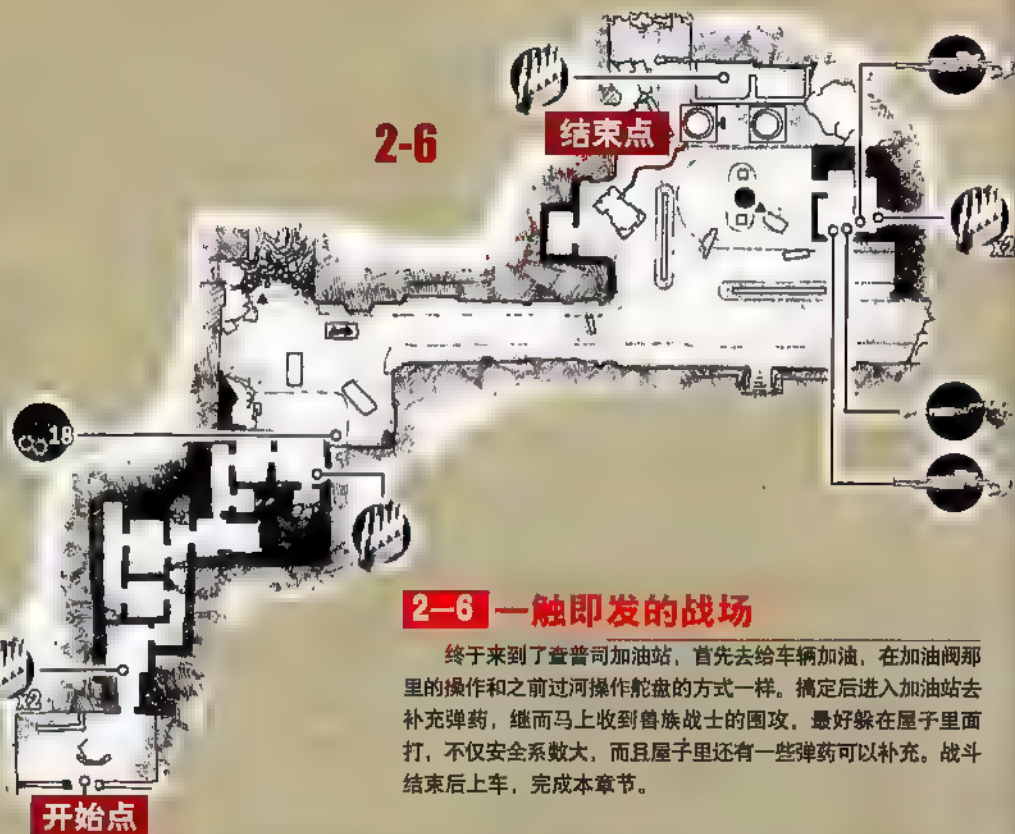 2-6
结束点
x2
18
x2
开始点
2—6 一触即发的战场
终于来到了查普司加油站，首先去给车辆加油，在加油阀那
里的操作和之前过河操作舵盘的方式一样。搞定后进入加油站去
补充弹药，继而马上收到兽族战士的围攻，最好躲在屋子里面
打，不仅安全系数大，而且屋子里还有一些弹药可以补充。战斗
结束后上车，完成本章节。